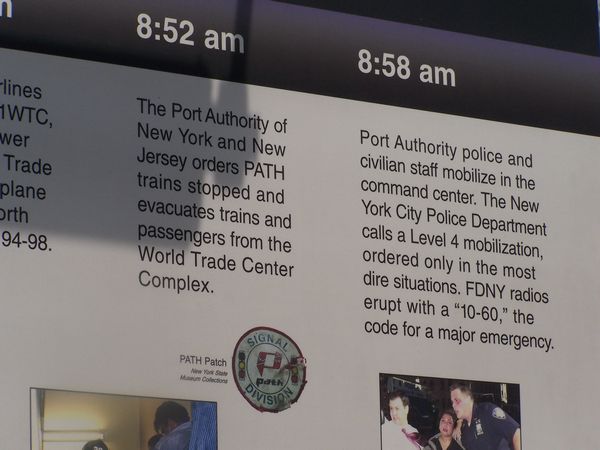 8:52 am
8:58 am
rlines
1WTC,
wer
Trade
plane
orth
94-98.
The Port Authority of
New York and New
Jersey orders PATH
trains stopped and
evacuates trains and
passengers from the
World Trade Center
Complex.
Port Authority police and
civilian staff mobilize in the
command center. The New
York City Police Department
calls a Level 4 mobilization,
ordered only in the most
dire situations. FDNY radios
erupt with a “10-60,” the
code for a major emergency.
PATH Patch
New York State
Museum Collections
SIGNAL
PATH
DIVISION